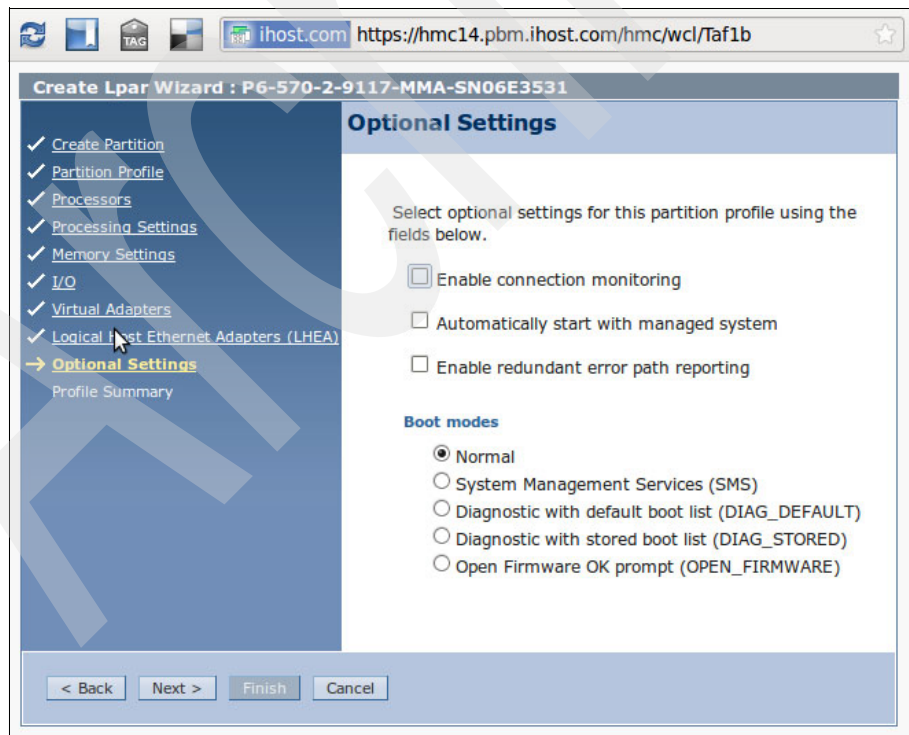 TAG
ihost.com https://hmc14.pbm.ihost.com/hmc/wcl/Taf1b
Create Lpar Wizard : P6-570-2-9117-MMA-SN06E3531
Create Partition
Partition Profile
Processors
Processing Settings
Memory Settings
I/O
Virtual Adapters
Logical Host Ethernet Adapters (LHEA)
Optional Settings
Profile Summary
Optional Settings
Select optional settings for this partition profile using the
fields below.
Enable connection monitoring
Automatically start with managed system
Enable redundant error path reporting
Boot modes
Normal
System Management Services (SMS)
Diagnostic with default boot list (DIAG_DEFAULT)
Diagnostic with stored boot list (DIAG_STORED)
Open Firmware OK prompt (OPEN_FIRMWARE)
< Back Next > Finish Cancel